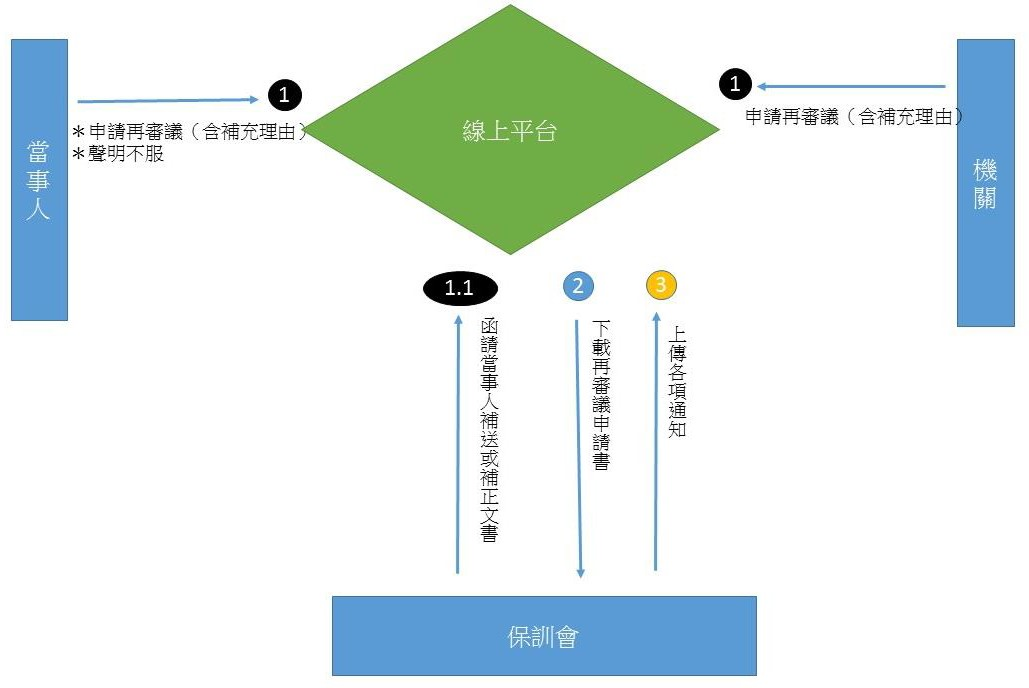 當事人
1
＊申請再審議（含補充理由）
＊聲明不服
線上平台
1
申請再審議（含補充理由）
機關
1.1
函請當事人補送或補正文書
2
下載再審議申請書
3
上傳各項通知
保訓會